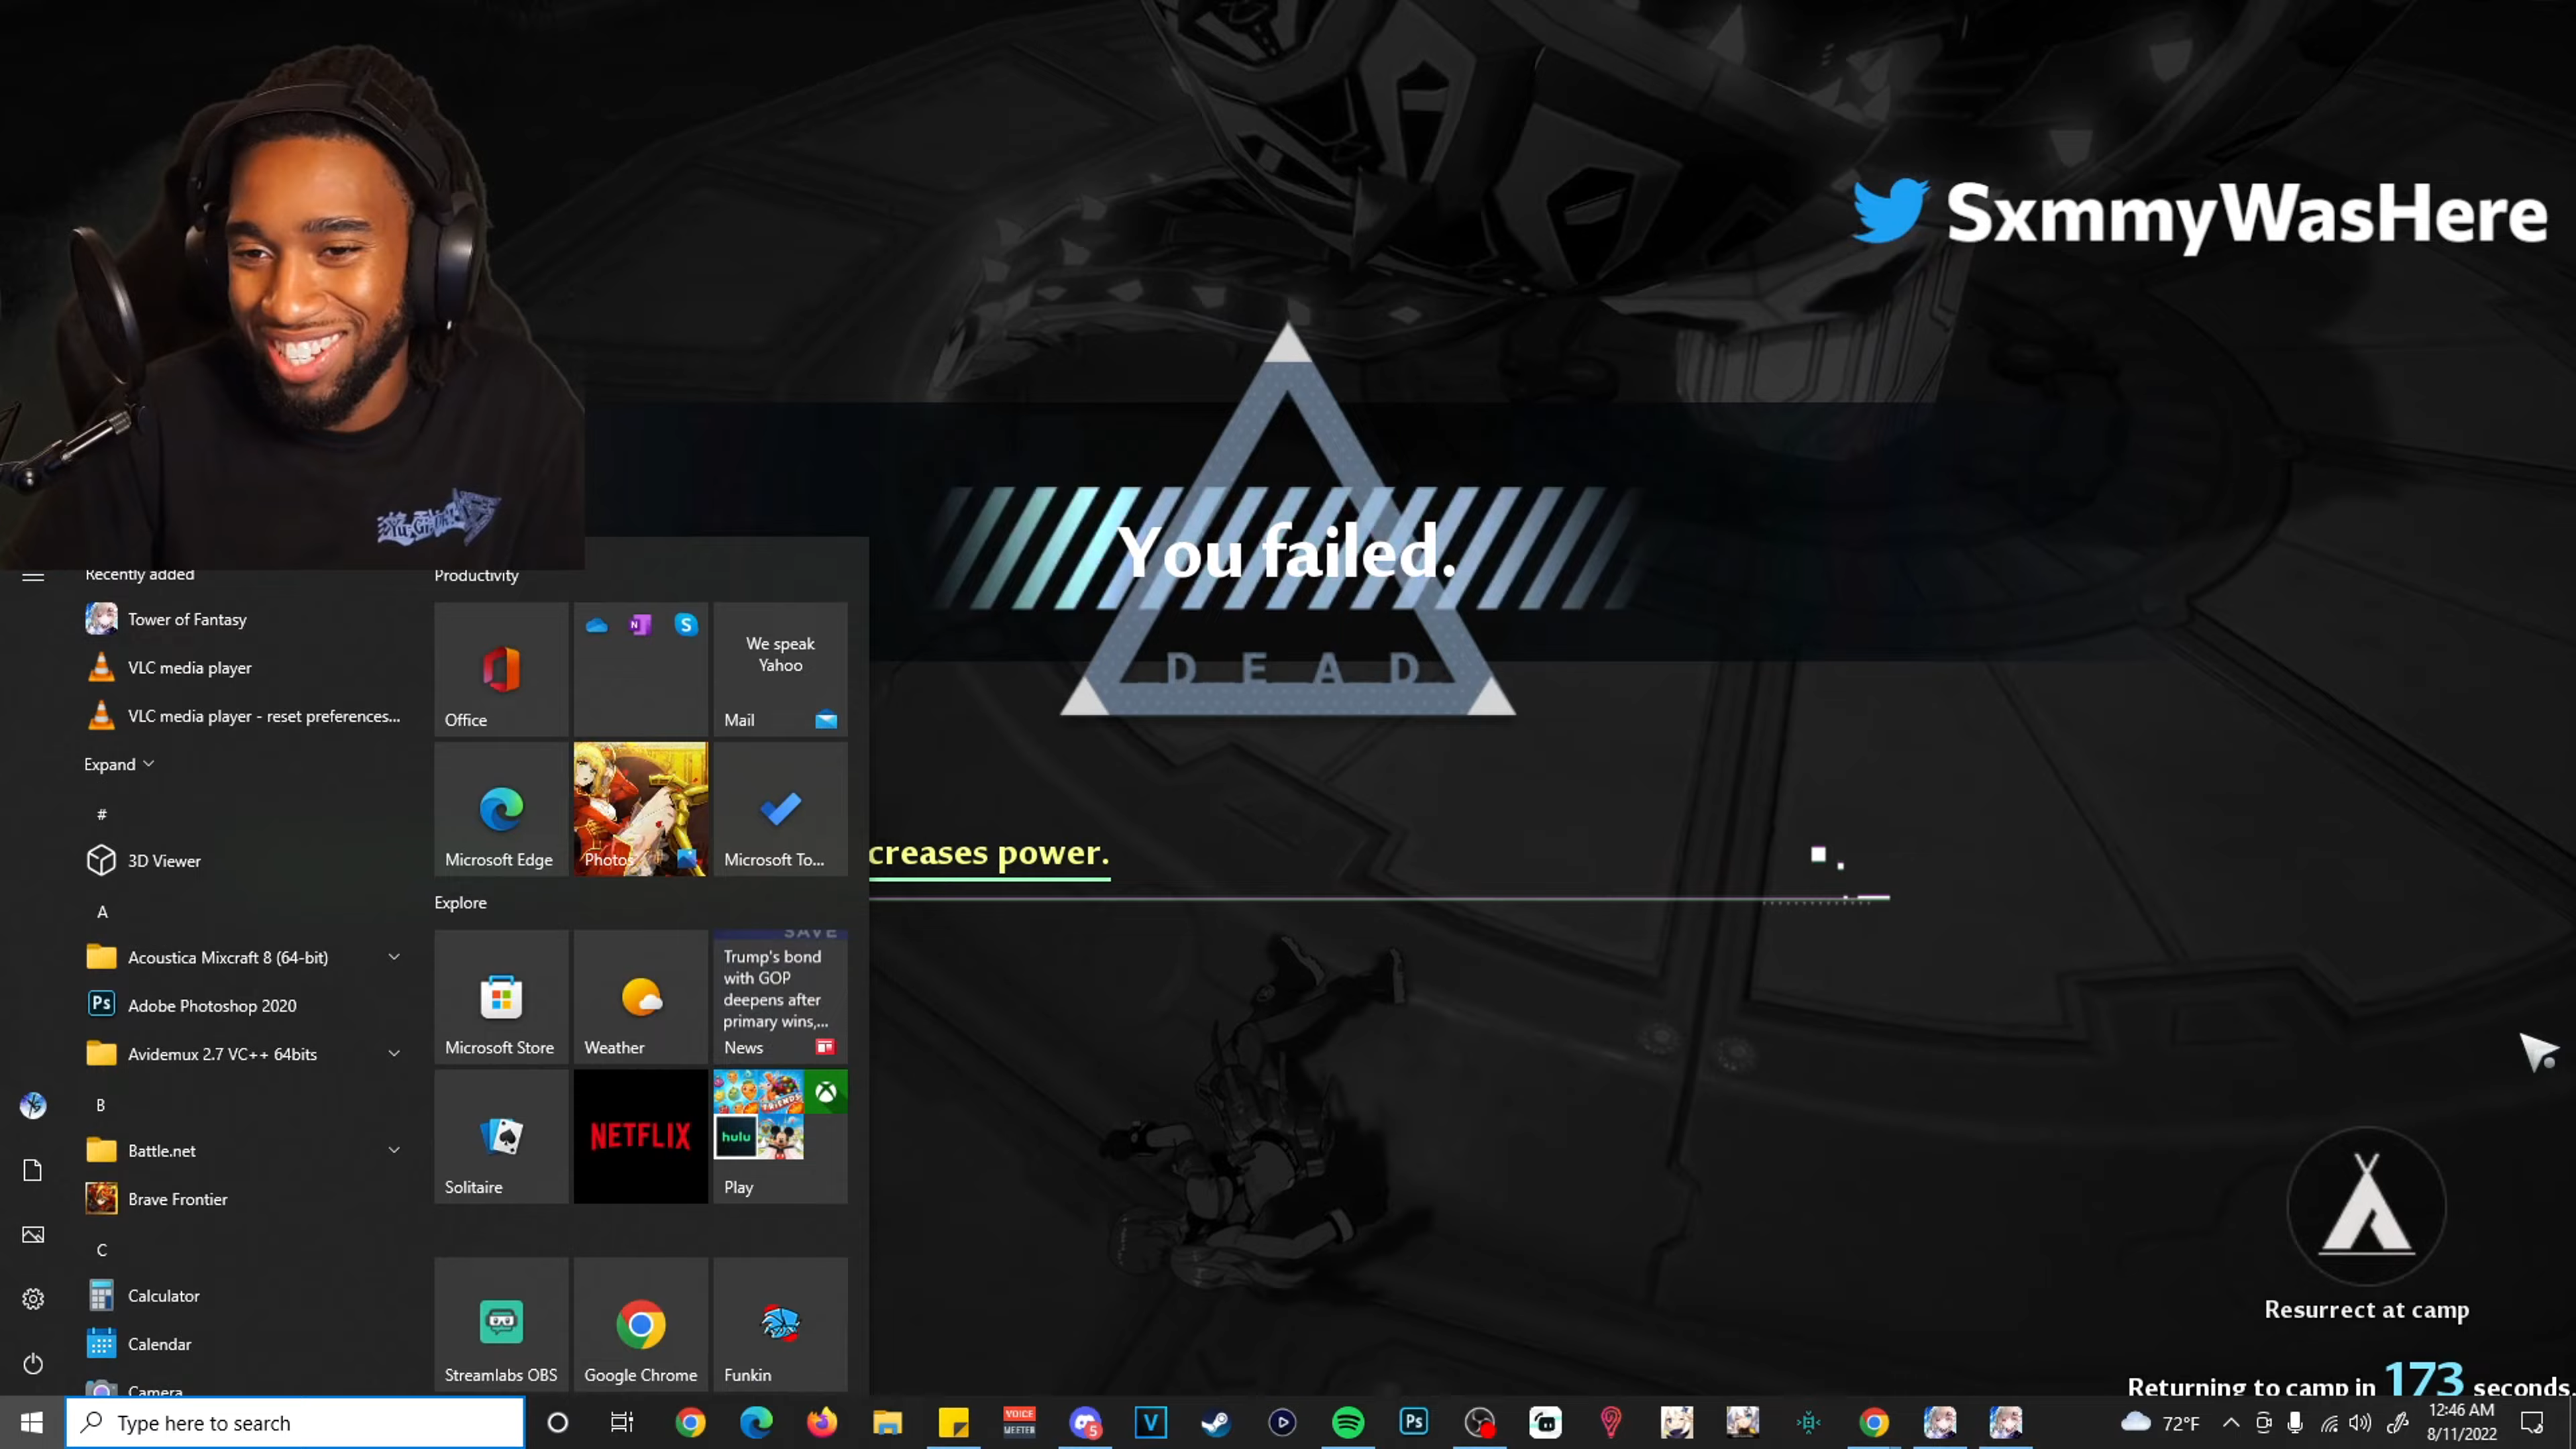 SxmmyWasHere
You failed.
DEAD
creases power.
Resurrect at camp
Returning to camp in 173 seconds.
Recently added
Tower of Fantasy
VLC media player
VLC media player - reset preferences...
Expand
#
3D Viewer
A
Acoustica Mixcraft 8 (64-bit)
Ps
Adobe Photoshop 2020
Avidemux 2.7 VC++ 64bits
B
Battle.net
Brave Frontier
C
Calculator
Calendar
Camera
Productivity
Office
N
S
We speak
Yahoo
Mail
Microsoft Edge
Photos
Microsoft To...
Explore
Microsoft Store
Weather
SAVE
Trump's bond
with GOP
deepens after
primary wins,...
News
Solitaire
NETFLIX
FRIENDS
hulu
Play
Streamlabs OBS
Google Chrome
Funkin
Type here to search
VOICE
MEETER
5
V
Ps
72°F
12:46 AM
8/11/2022